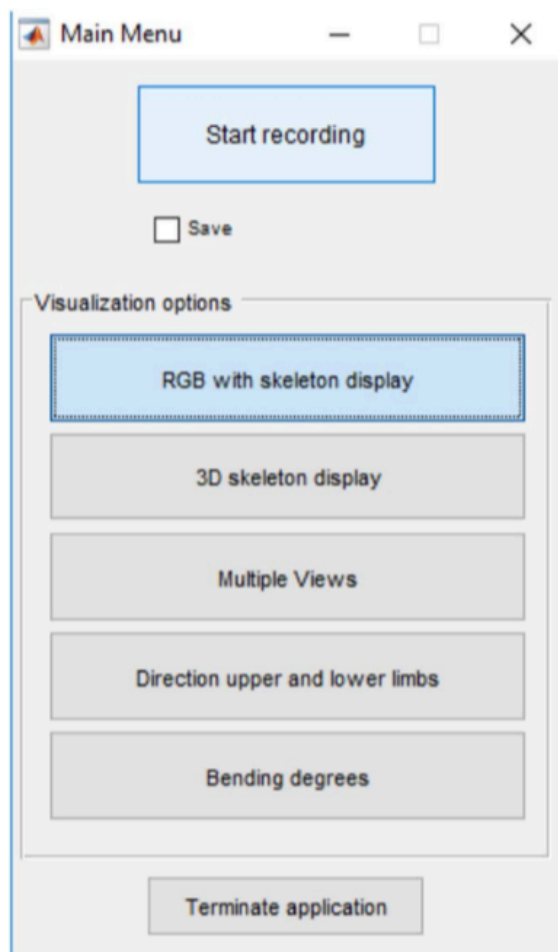 Main Menu
Start recording
Save
Visualization options
RGB with skeleton display
3D skeleton display
Multiple Views
Direction upper and lower limbs
Bending degrees
Terminate application